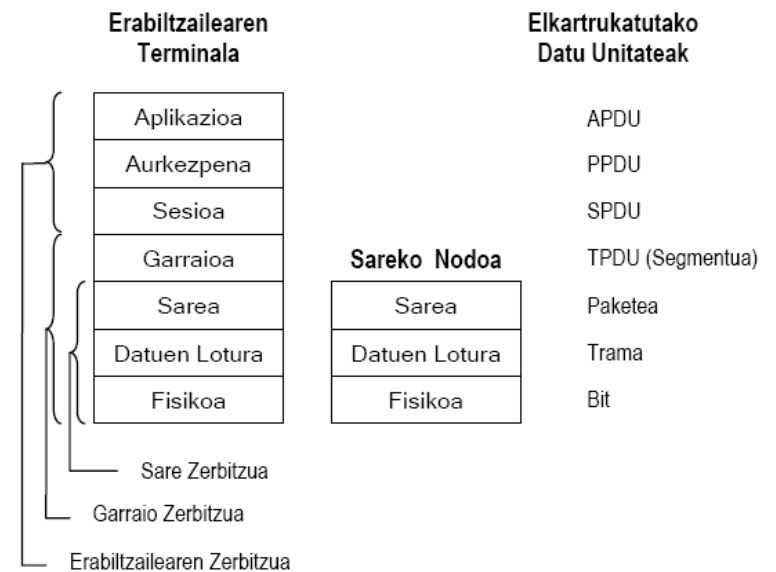 Erabiltzailearen
Terminala
Elkartrukatutako
Datu Unitateak
Aplikazioa
APDU
Aurkezpena
PPDU
Sesioa
SPDU
Garraioa
Sareko Nodoa
TPDU (Segmentua)
Sarea
Sarea
Paketea
Datuen Lotura
Datuen Lotura
Trama
Fisikoa
Fisikoa
Bit
Sare Zerbitzua
Garraio Zerbitzua
Erabiltzailearen Zerbitzua